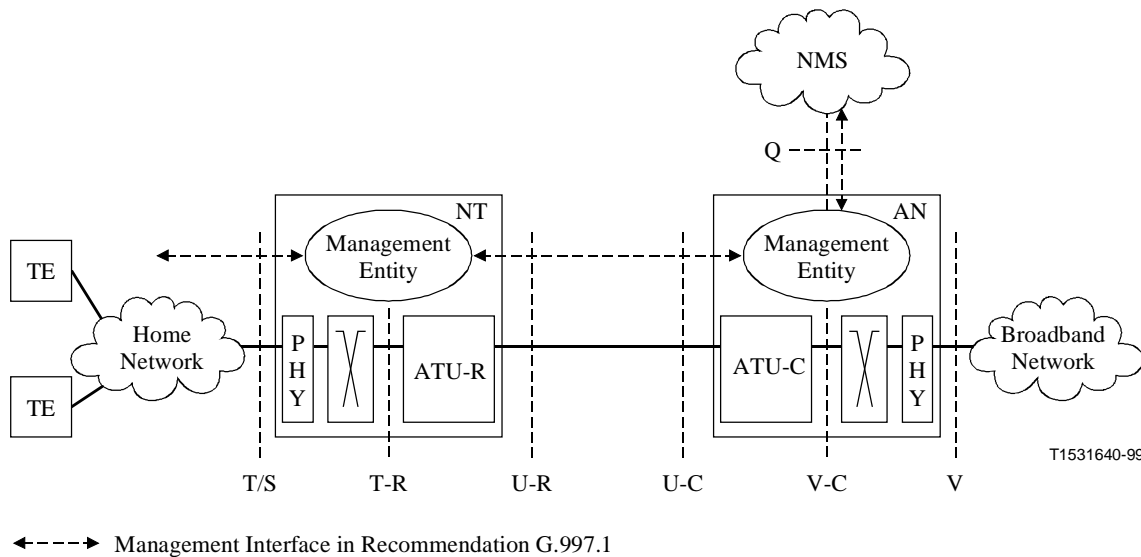 NMS
Q
NT
AN
Management
Entity
Management
Entity
TE
Home
Network
TE
P
H
Y
ATU-R
ATU-C
P
H
Y
Broadband
Network
T1531640-99
T/S
T-R
U-R
U-C
V-C
V
Management Interface in Recommendation G.997.1